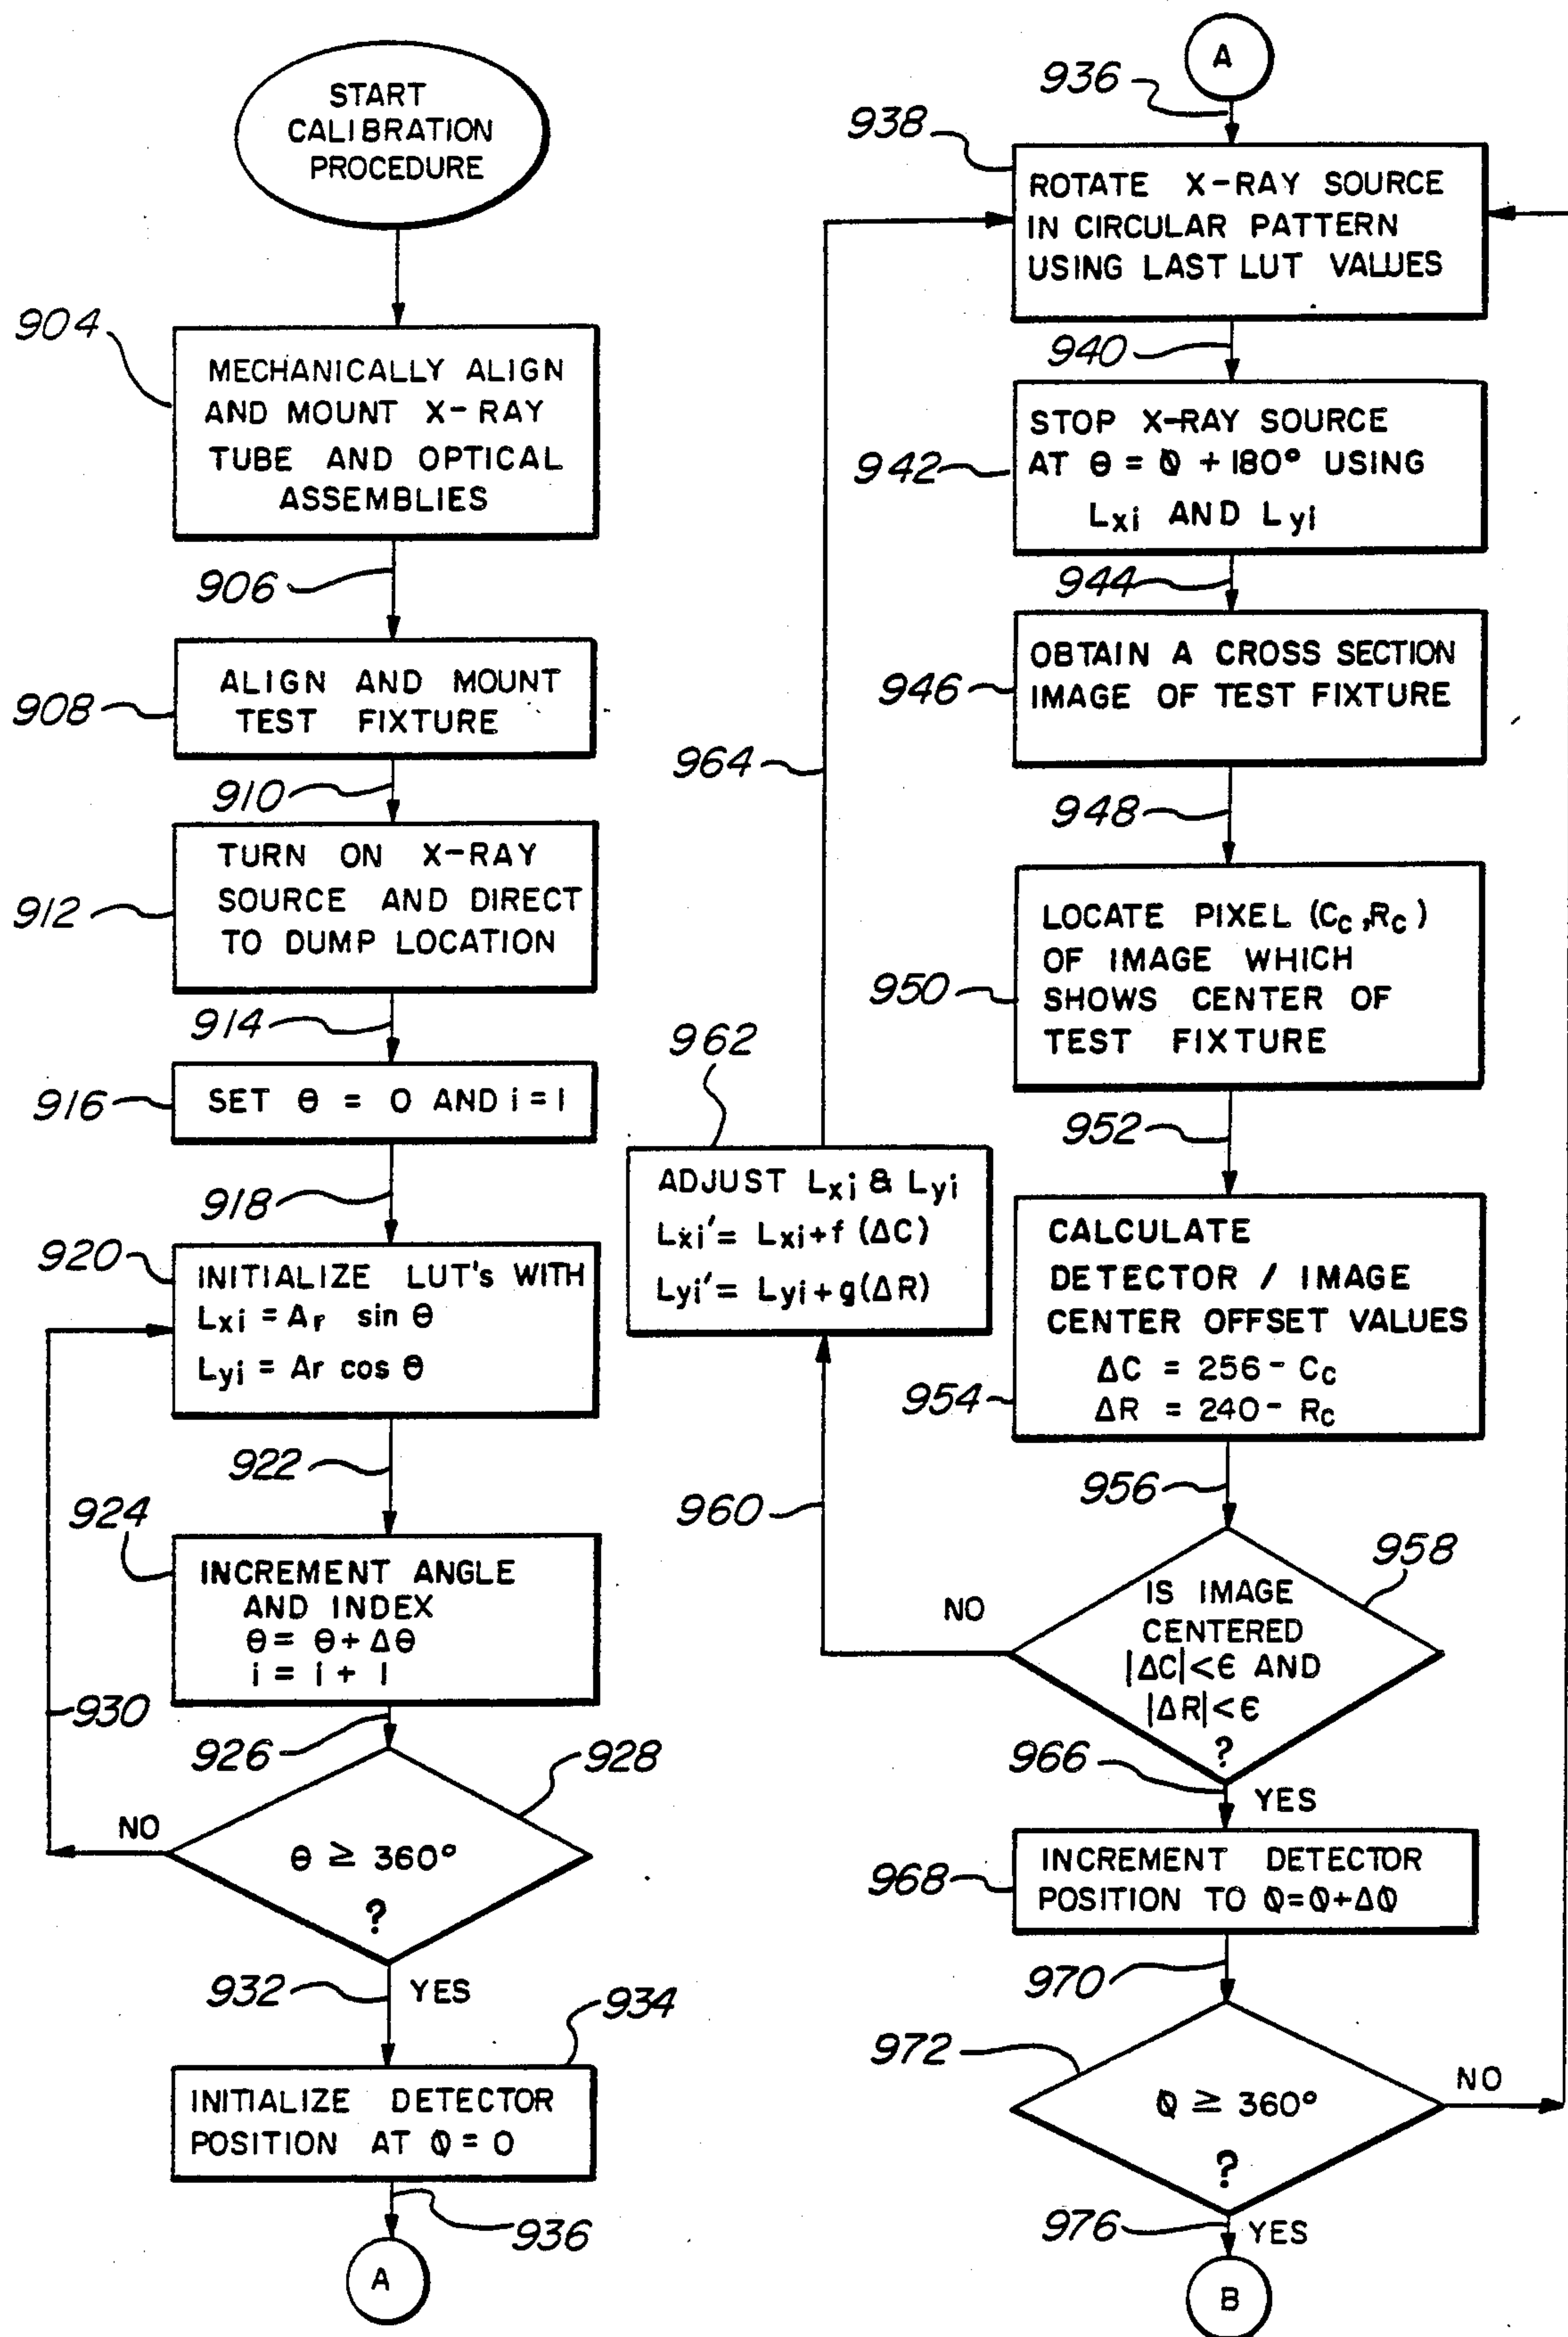 START
CALIBRATION
PROCEDURE
904
MECHANICALLY ALIGN
AND MOUNT X-RAY
TUBE AND OPTICAL
ASSEMBLIES
906
908
ALIGN AND MOUNT
TEST FIXTURE
910
912
TURN ON X-RAY
SOURCE AND DIRECT
TO DUMP LOCATION
914
916
SET θ = 0 AND i = 1
918
920
INITIALIZE LUT's WITH
Lxi = Ar sin θ
Lyi = Ar cos θ
922
924
INCREMENT ANGLE
AND INDEX
θ = θ + Δθ
i = i + 1
930
926
928
NO
θ ≥ 360°
?
932
YES
934
INITIALIZE DETECTOR
POSITION AT Φ = 0
936
A
A
936
938
ROTATE X-RAY SOURCE
IN CIRCULAR PATTERN
USING LAST LUT VALUES
940
942
STOP X-RAY SOURCE
AT θ = Φ + 180° USING
Lxi AND Lyi
944
946
OBTAIN A CROSS SECTION
IMAGE OF TEST FIXTURE
948
950
LOCATE PIXEL (Cc,Rc)
OF IMAGE WHICH
SHOWS CENTER OF
TEST FIXTURE
952
954
CALCULATE
DETECTOR / IMAGE
CENTER OFFSET VALUES
ΔC = 256 - Cc
ΔR = 240 - Rc
956
958
IS IMAGE
CENTERED
|ΔC|<ϵ AND
|ΔR|<ϵ
?
NO
960
962
ADJUST Lxi & Lyi
Lxi' = Lxi + f (ΔC)
Lyi' = Lyi + g(ΔR)
964
966
YES
968
INCREMENT DETECTOR
POSITION TO Φ=Φ+ΔΦ
970
972
Φ ≥ 360°
?
NO
976
YES
B